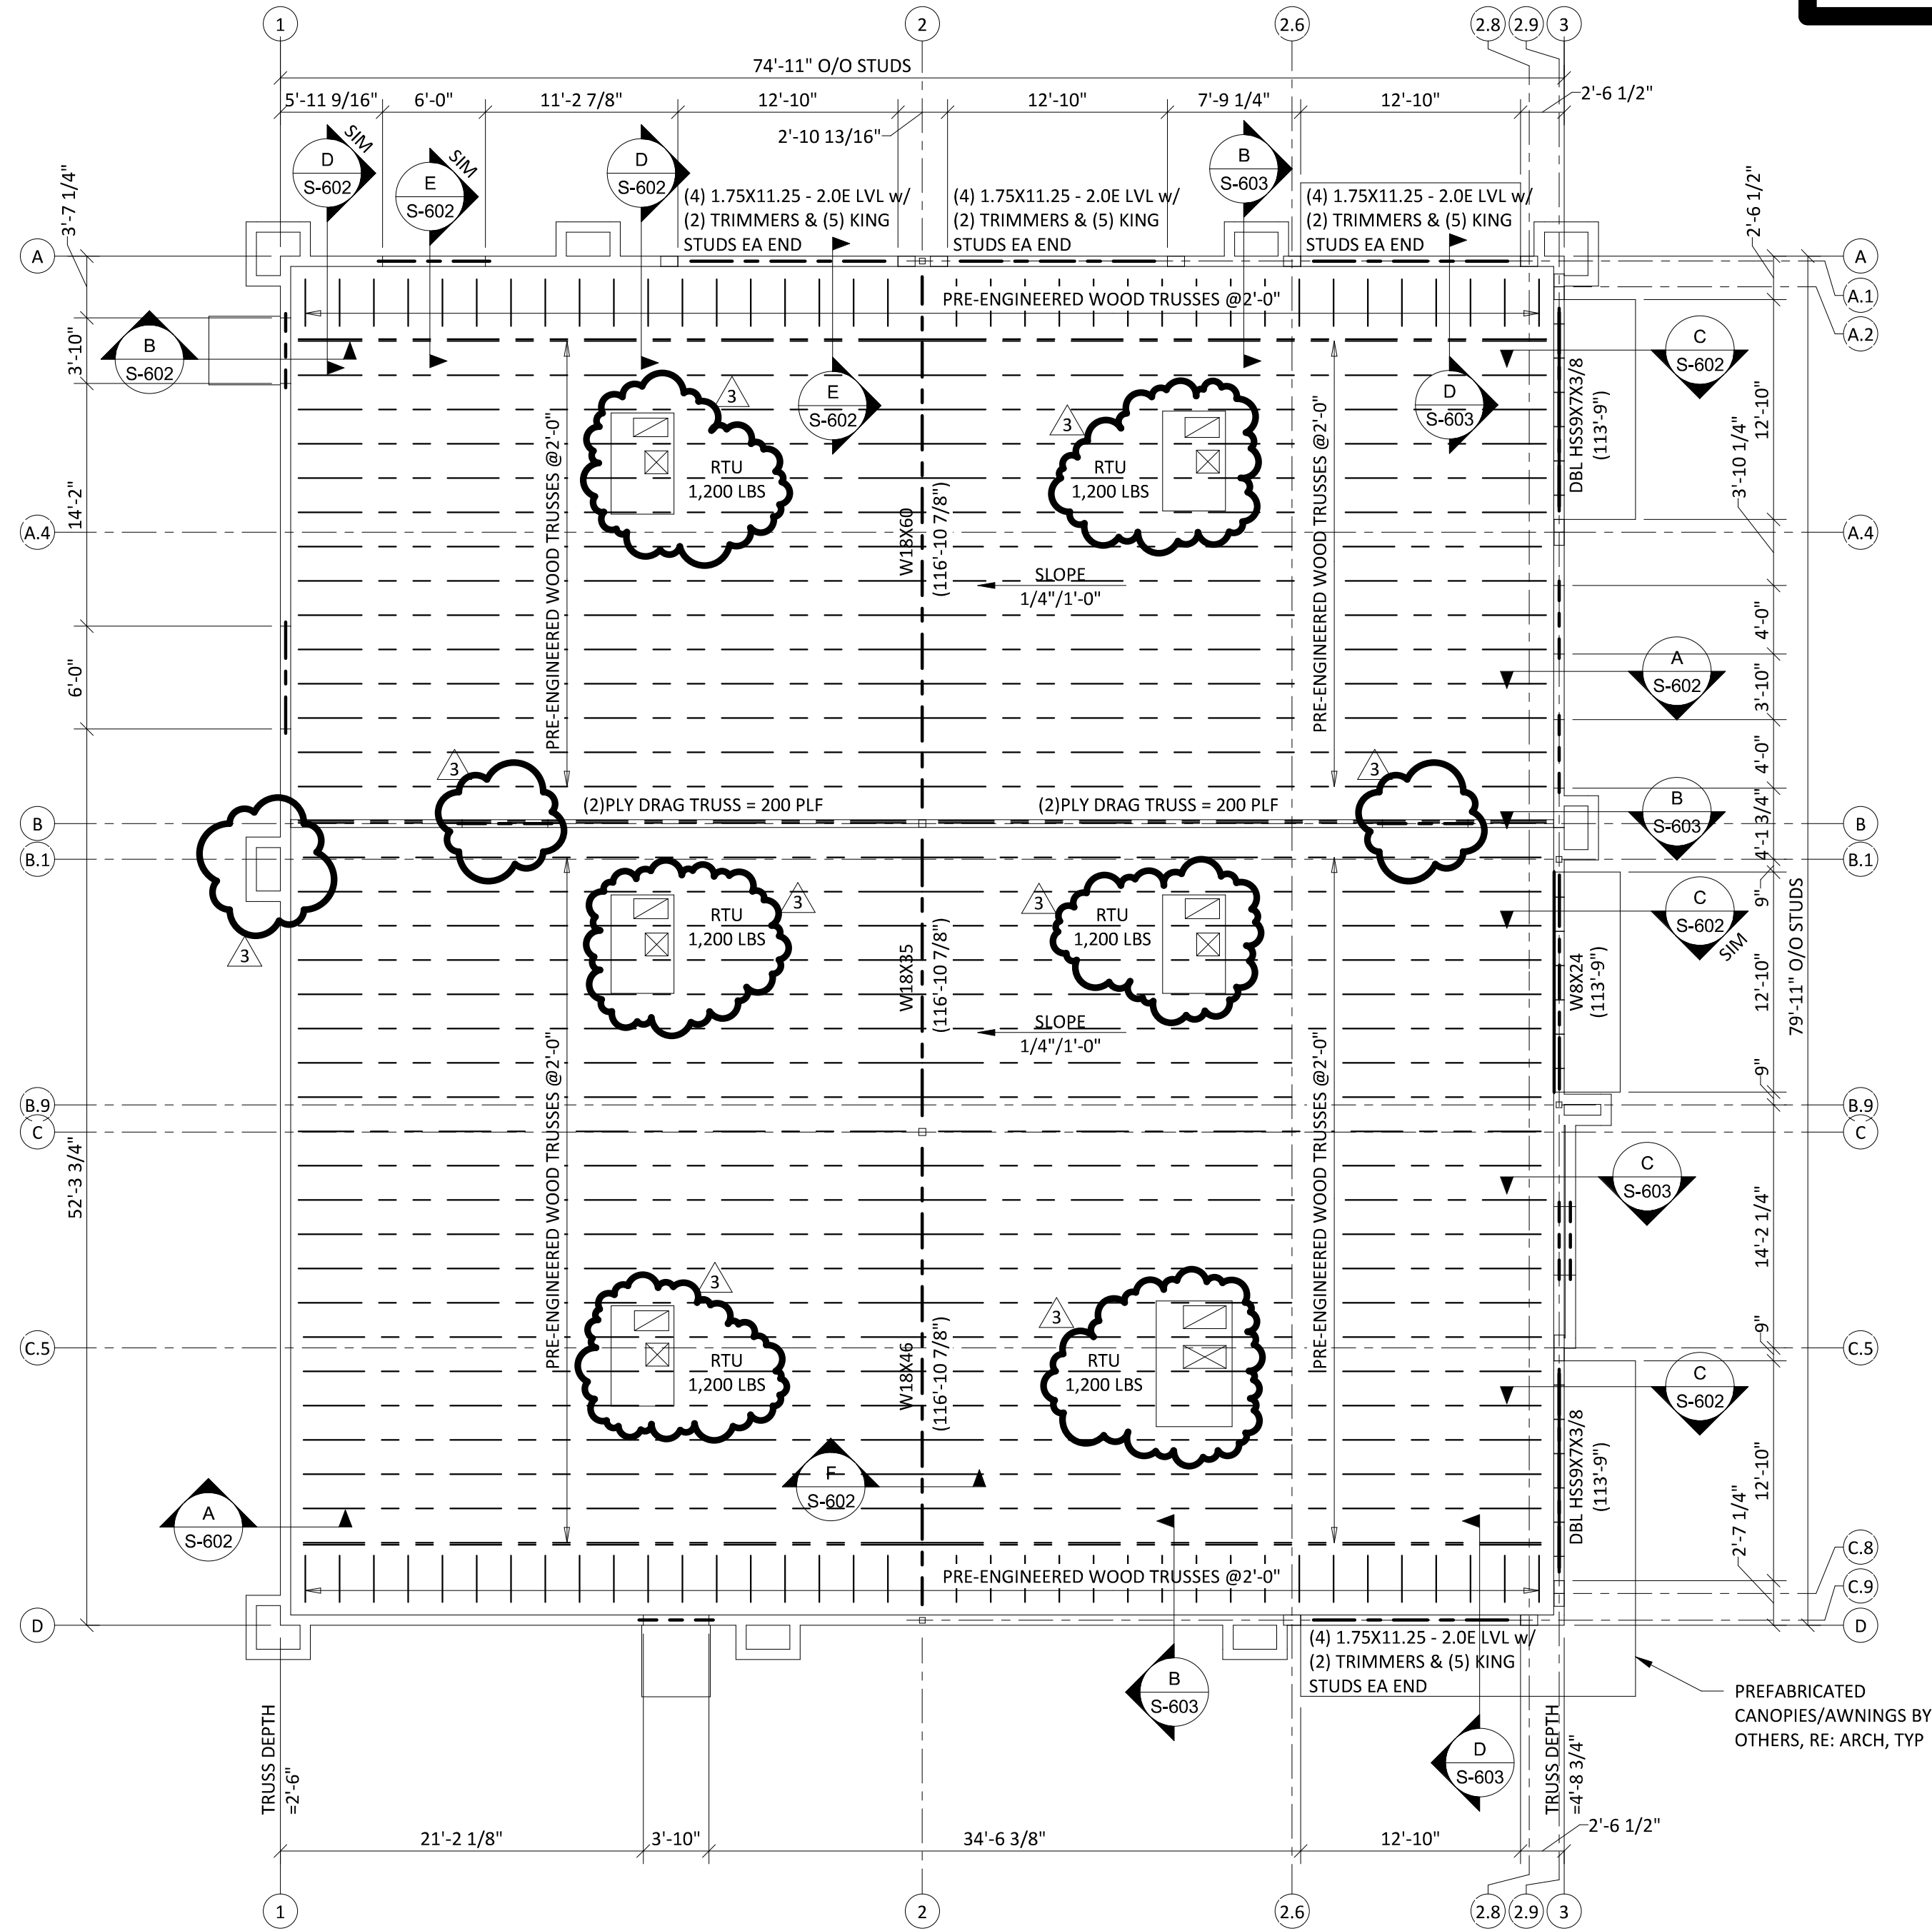 1
2
2.6
2.8
2.9
3
74'-11" O/O STUDS
5'-11 9/16"
6'-0"
11'-2 7/8"
12'-10"
12'-10"
7'-9 1/4"
12'-10"
2'-6 1/2"
2'-10 13/16"
D
S-602
SIM
E
S-602
SIM
D
S-602
B
S-603
(4) 1.75X11.25 - 2.0E LVL w/
(2) TRIMMERS & (5) KING
STUDS EA END
(4) 1.75X11.25 - 2.0E LVL w/
(2) TRIMMERS & (5) KING
STUDS EA END
(4) 1.75X11.25 - 2.0E LVL w/
(2) TRIMMERS & (5) KING
STUDS EA END
3'-7 1/4"
2'-6 1/2"
A
A
A.1
A.2
PRE-ENGINEERED WOOD TRUSSES @2'-0"
B
S-602
3'-10"
C
S-602
DBL HSS9X7X3/8
(113'-9")
12'-10"
3'-10 1/4"
E
S-602
D
S-603
3
RTU
1,200 LBS
3
RTU
1,200 LBS
PRE-ENGINEERED WOOD TRUSSES @2'-0"
PRE-ENGINEERED WOOD TRUSSES @2'-0"
14'-2"
A.4
A.4
W18X60
(116'-10 7/8")
SLOPE
1/4"/1'-0"
4'-0"
A
S-602
3'-10"
6'-0"
4'-0"
3
3
(2)PLY DRAG TRUSS = 200 PLF
(2)PLY DRAG TRUSS = 200 PLF
B
S-603
B
B
4'-1 3/4"
B.1
B.1
3
3
RTU
1,200 LBS
3
RTU
1,200 LBS
9"
C
S-602
SIM
W18X35
(116'-10 7/8")
W8X24
(113'-9")
12'-10"
79'-11" O/O STUDS
SLOPE
1/4"/1'-0"
PRE-ENGINEERED WOOD TRUSSES @2'-0"
PRE-ENGINEERED WOOD TRUSSES @2'-0"
9"
B.9
B.9
C
C
52'-3 3/4"
C
S-603
14'-2 1/4"
3
RTU
1,200 LBS
3
RTU
1,200 LBS
9"
C.5
C.5
W18X46
(116'-10 7/8")
C
S-602
DBL HSS9X7X3/8
(113'-9")
12'-10"
F
S-602
A
S-602
2'-7 1/4"
C.8
C.9
PRE-ENGINEERED WOOD TRUSSES @2'-0"
D
D
(4) 1.75X11.25 - 2.0E LVL w/
(2) TRIMMERS & (5) KING
STUDS EA END
B
S-603
D
S-603
PREFABRICATED
CANOPIES/AWNINGS BY
OTHERS, RE: ARCH, TYP
TRUSS DEPTH
=2'-6"
TRUSS DEPTH
=4'-8 3/4"
21'-2 1/8"
3'-10"
34'-6 3/8"
12'-10"
2'-6 1/2"
1
2
2.6
2.8
2.9
3